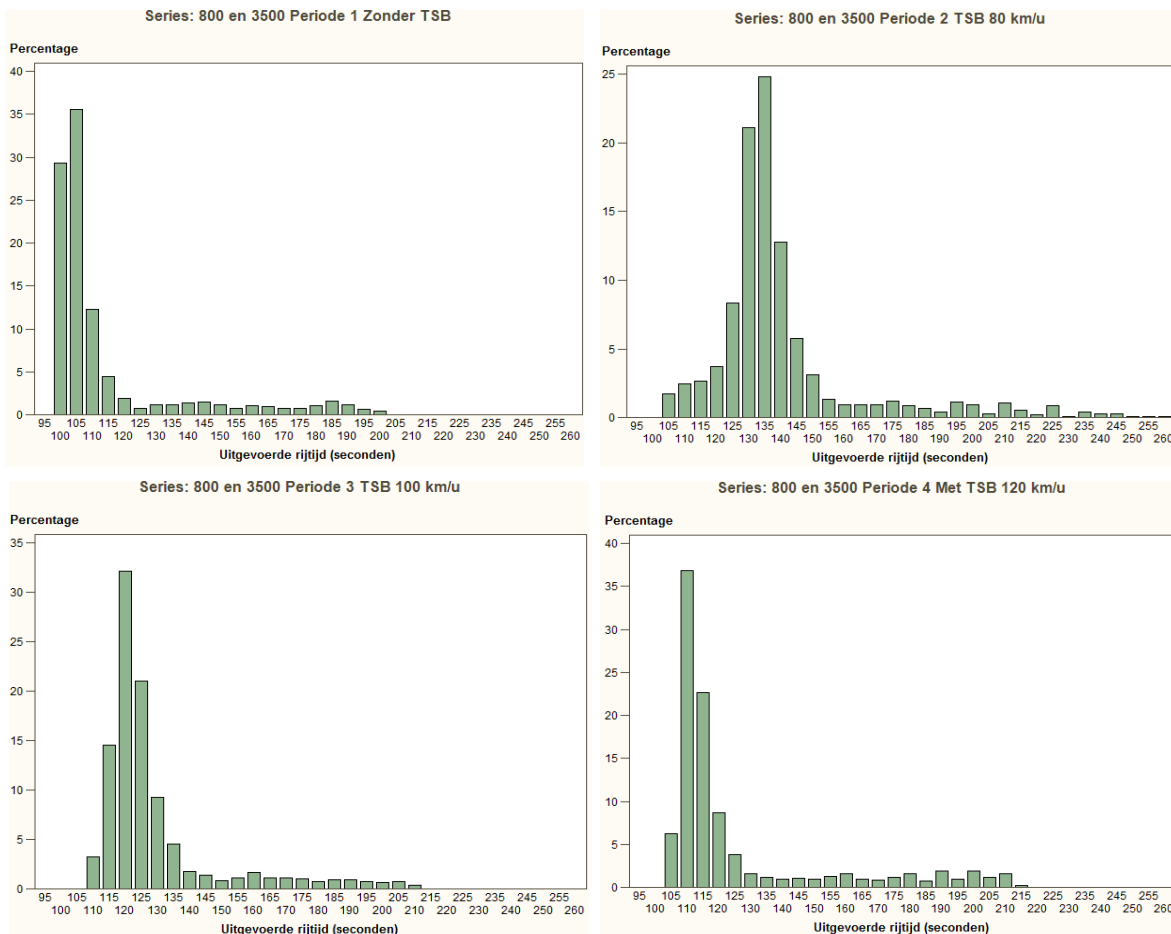 Series: 800 en 3500 Periode 1 Zonder TSB
Percentage
40
35
30
25
20
15
10
5
0
95 105 115 125 135 145 155 165 175 185 195 205 215 225 235 245 255
100 110 120 130 140 150 160 170 180 190 200 210 220 230 240 250 260
Uitgevoerde rijtijd (seconden)
Series: 800 en 3500 Periode 2 TSB 80 km/u
Percentage
25
20
15
10
5
0
95 105 115 125 135 145 155 165 175 185 195 205 215 225 235 245 255
100 110 120 130 140 150 160 170 180 190 200 210 220 230 240 250 260
Uitgevoerde rijtijd (seconden)
Series: 800 en 3500 Periode 3 TSB 100 km/u
Percentage
35
30
25
20
15
10
5
0
95 105 115 125 135 145 155 165 175 185 195 205 215 225 235 245 255
100 110 120 130 140 150 160 170 180 190 200 210 220 230 240 250 260
Uitgevoerde rijtijd (seconden)
Series: 800 en 3500 Periode 4 Met TSB 120 km/u
Percentage
40
35
30
25
20
15
10
5
0
95 105 115 125 135 145 155 165 175 185 195 205 215 225 235 245 255
100 110 120 130 140 150 160 170 180 190 200 210 220 230 240 250 260
Uitgevoerde rijtijd (seconden)